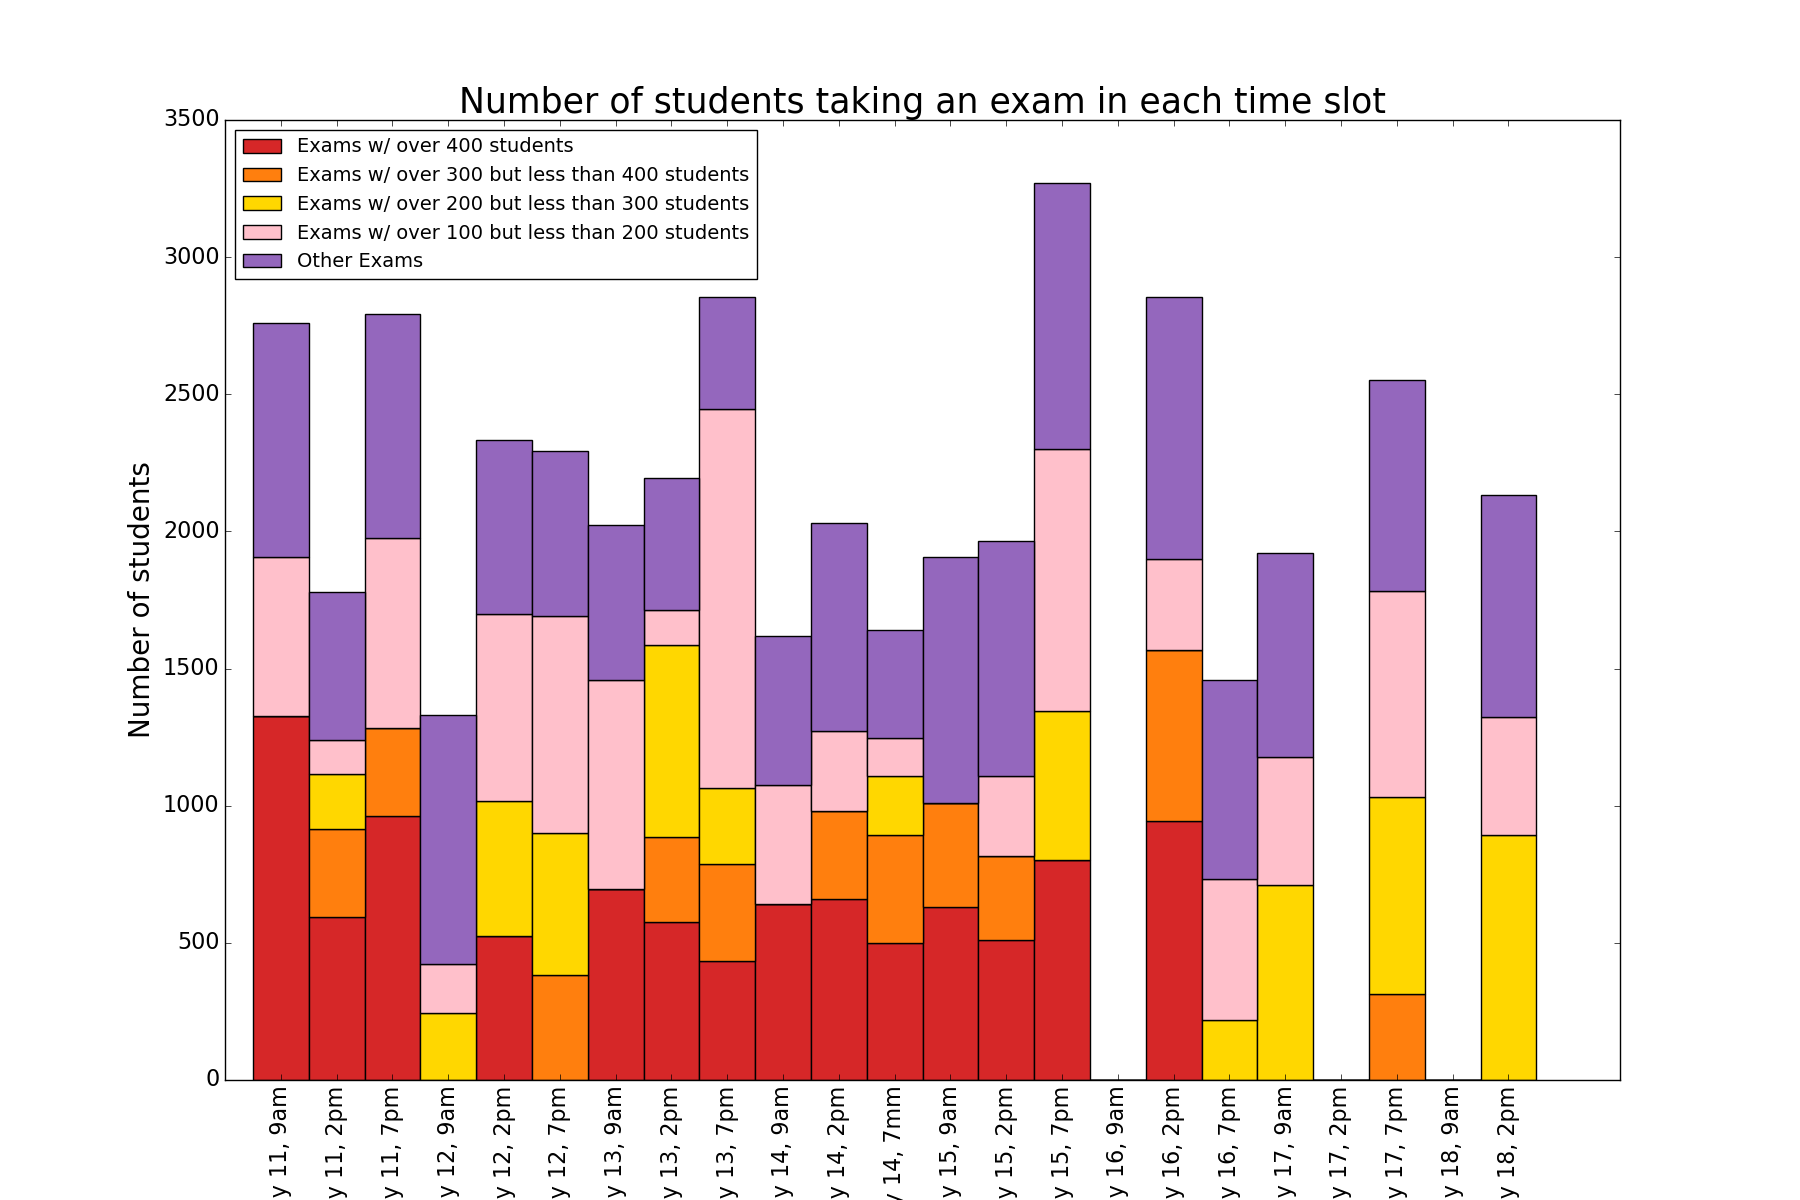 Number of students taking an exam in each time slot
Exams w/ over 400 students
Exams w/ over 300 but less than 400 students
Exams w/ over 200 but less than 300 students
Exams w/ over 100 but less than 200 students
Other Exams
Number of students
3500
3000
2500
2000
1500
1000
500
0
y 11, 9am
y 11, 2pm
y 11, 7pm
y 12, 9am
y 12, 2pm
y 12, 7pm
y 13, 9am
y 13, 2pm
y 13, 7pm
y 14, 9am
y 14, 2pm
y 14, 7mm
y 15, 9am
y 15, 2pm
y 15, 7pm
y 16, 9am
y 16, 2pm
y 16, 7pm
y 17, 9am
y 17, 2pm
y 17, 7pm
y 18, 9am
y 18, 2pm